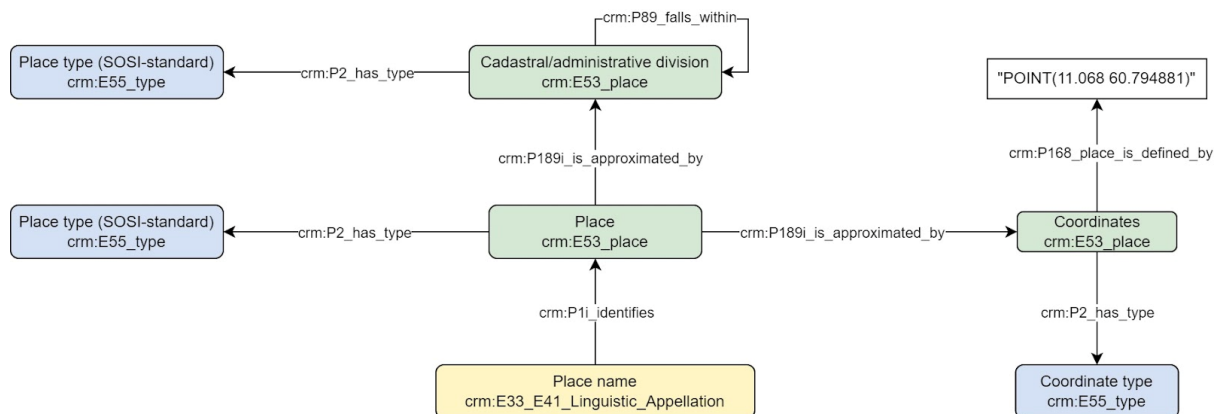 crm:P89_falls_within
Place type (SOSI-standard)
crm:E55_type
crm:P2_has_type
Cadastral/administrative division
crm:E53_place
"POINT(11.068 60.794881)"
crm:P189i_is_approximated_by
crm:P168_place_is_defined_by
Place type (SOSI-standard)
crm:E55_type
crm:P2_has_type
Place
crm:E53_place
crm:P189i_is_approximated_by
Coordinates
crm:E53_place
crm:P1i_identifies
crm:P2_has_type
Place name
crm:E33_E41_Linguistic_Appellation
Coordinate type
crm:E55_type